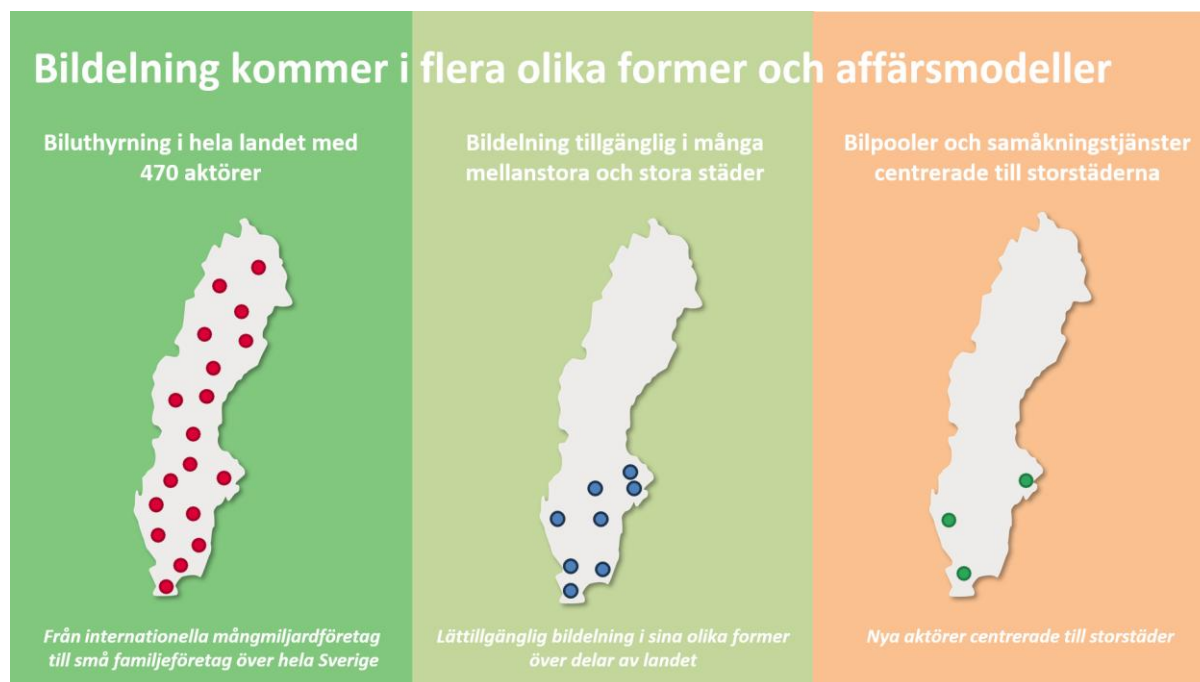 Bildelning kommer i flera olika former och affärsmodeller
Biluthyrning i hela landet med
470 aktörer
Bildelning tillgänglig i många
mellanstora och stora städer
Bilpooler och samåkningstjänster
centrerade till storstäderna
Från internationella mångmiljardföretag
till små familjeföretag över hela Sverige
Lättillgänglig bildelning i sina olika former
över delar av landet
Nya aktörer centrerade till storstäder